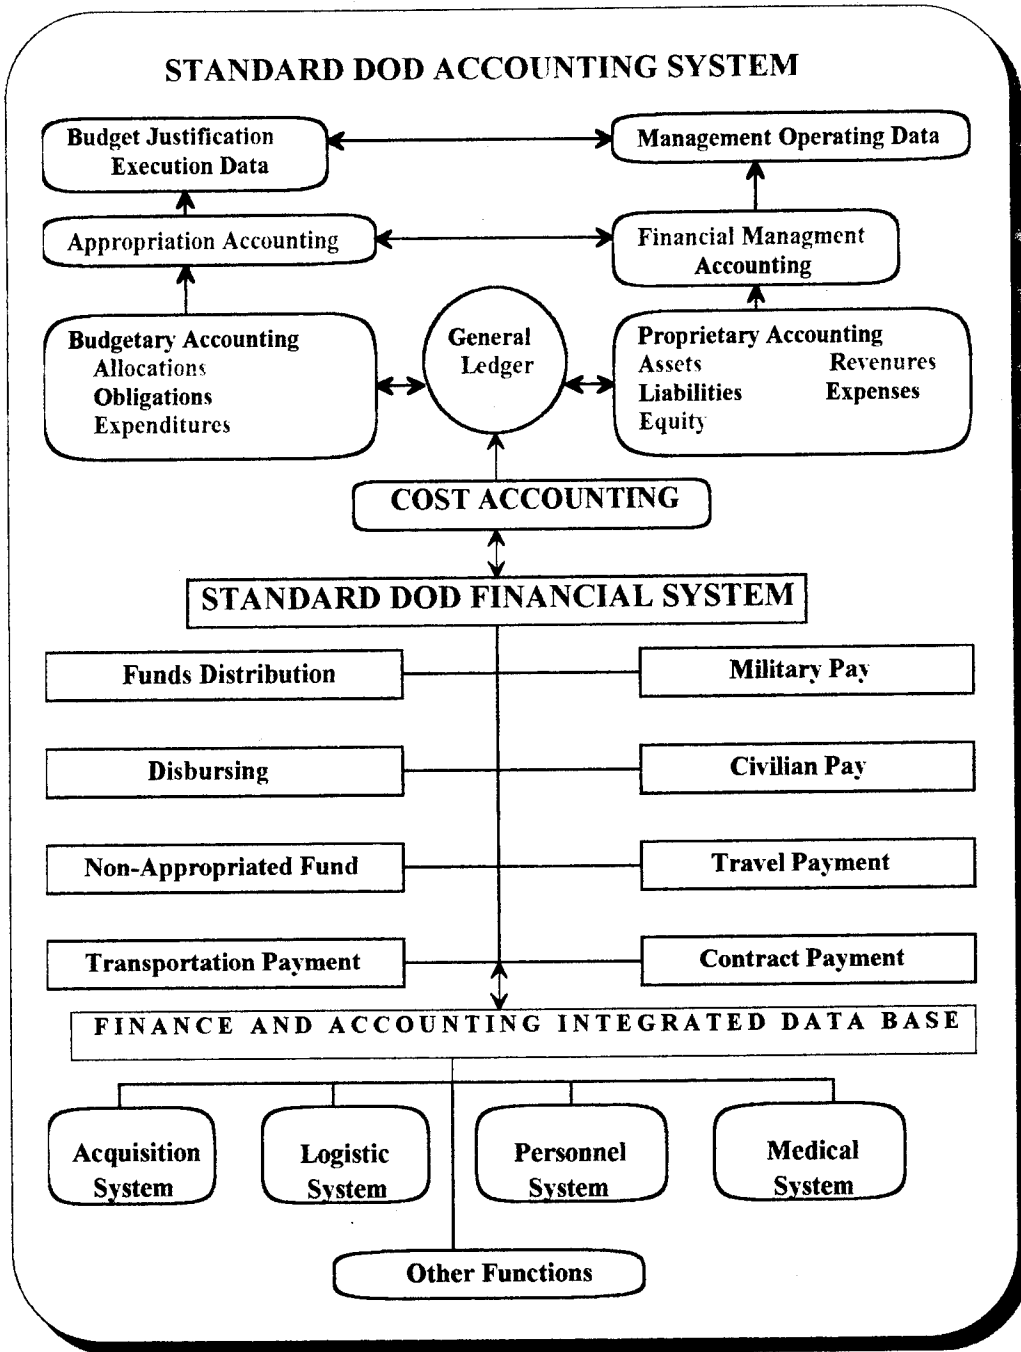 STANDARD DOD ACCOUNTING SYSTEM
Budget Justification
Execution Data
Management Operating Data
Appropriation Accounting
Financial Managment
Accounting
Budgetary Accounting
Allocations
Obligations
Expenditures
General
Ledger
Proprietary Accounting
Assets Revenures
Liabilities Expenses
Equity
COST ACCOUNTING
STANDARD DOD FINANCIAL SYSTEM
Funds Distribution
Military Pay
Disbursing
Civilian Pay
Non-Appropriated Fund
Travel Payment
Transportation Payment
Contract Payment
FINANCE AND ACCOUNTING INTEGRATED DATA BASE
Acquisition
System
Logistic
System
Personnel
System
Medical
System
Other Functions